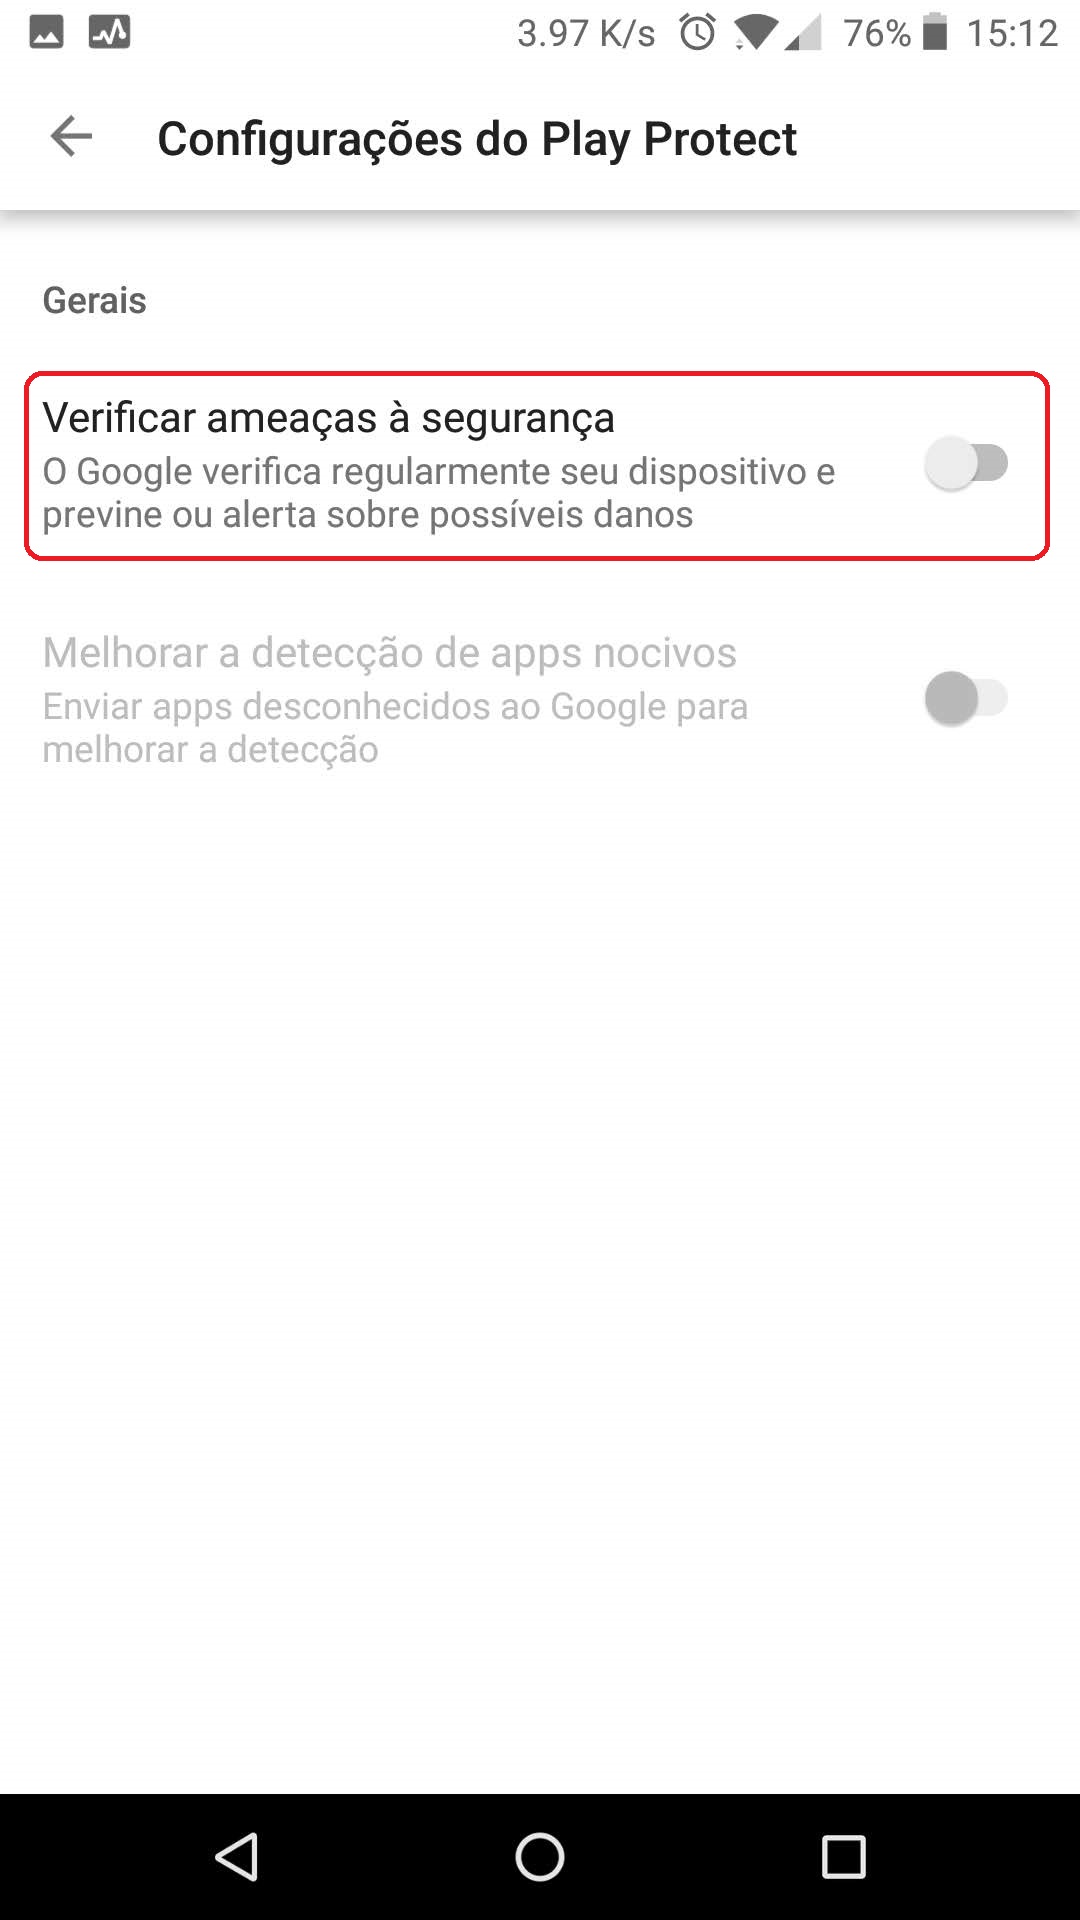 3.97 K/s 76% 15:12
Configurações do Play Protect
Gerais
Verificar ameaças à segurança
O Google verifica regularmente seu dispositivo e
previne ou alerta sobre possíveis danos
Melhorar a detecção de apps nocivos
Enviar apps desconhecidos ao Google para
melhorar a detecção